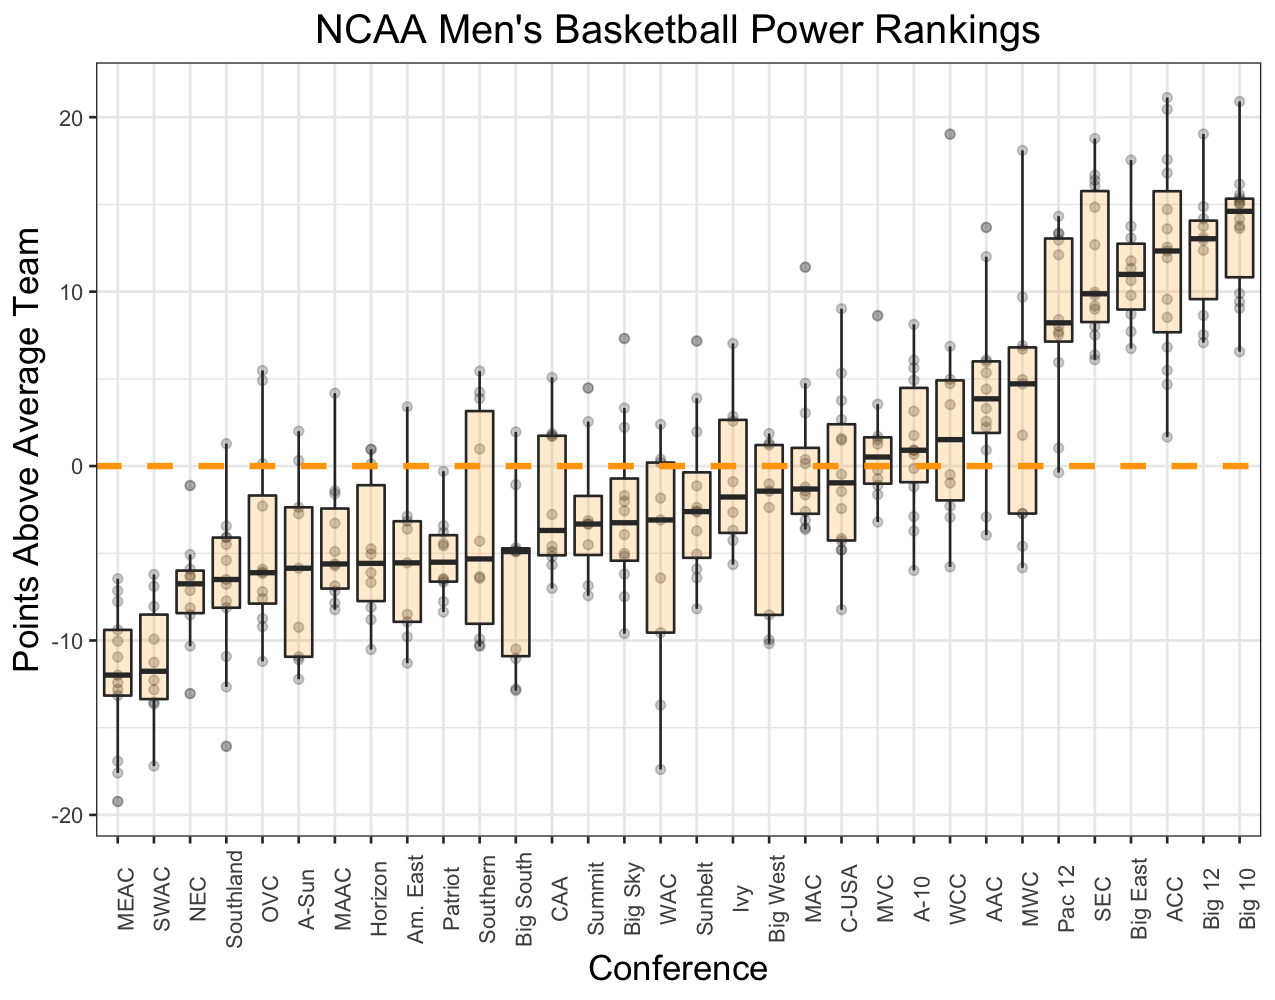 NCAA Men's Basketball Power Rankings
Points Above Average Team
20
10
0
-10
-20
MEAC
SWAC
NEC
Southland
OVC
A-Sun
MAAC
Horizon
Am. East
Patriot
Southern
Big South
CAA
Summit
Big Sky
WAC
Sunbelt
Ivy
Big West
MAC
C-USA
MVC
A-10
WCC
AAC
MWC
Pac 12
SEC
Big East
ACC
Big 12
Big 10
Conference